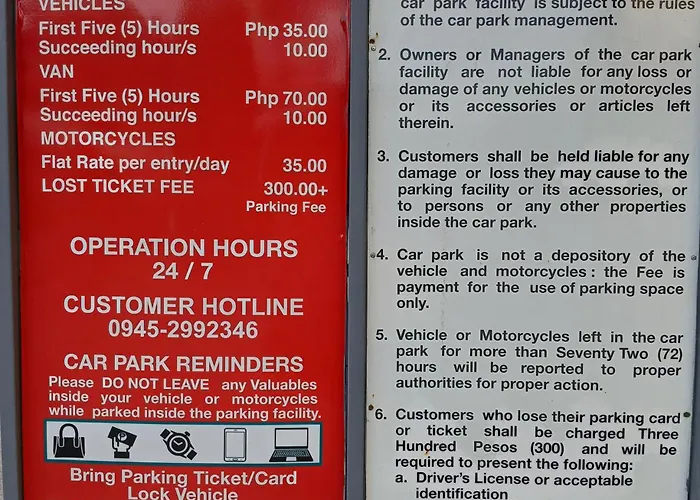 VEHICLES
First Five (5) Hours Php 35.00
Succeeding hour/s 10.00
VAN
First Five (5) Hours Php 70.00
Succeeding hour/s 10.00
MOTORCYCLES
Flat Rate per entry/day 35.00
LOST TICKET FEE 300.00+
Parking Fee
OPERATION HOURS
24 / 7
CUSTOMER HOTLINE
0945-2992346
CAR PARK REMINDERS
Please DO NOT LEAVE any Valuables
inside your vehicle or motorcycles
while parked inside the parking facility.
Bring Parking Ticket/Card
Lock Vehicle
car park facility is subject to the rules
of the car park management.
2. Owners or Managers of the car park
facility are not liable for any loss or
damage of any vehicles or motorcycles
or its accessories or articles left
therein.
3. Customers shall be held liable for any
damage or loss they may cause to the
parking facility or its accessories, or
to persons or any other properties
inside the car park.
4. Car park is not a depository of the
vehicle and motorcycles : the Fee is
payment for the use of parking space
only.
5. Vehicle or Motorcycles left in the car
park for more than Seventy Two (72)
hours will be reported to proper
authorities for proper action.
6. Customers who lose their parking card
or ticket shall be charged Three
Hundred Pesos (300) and will be
required to present the following:
a. Driver's License or acceptable
identification